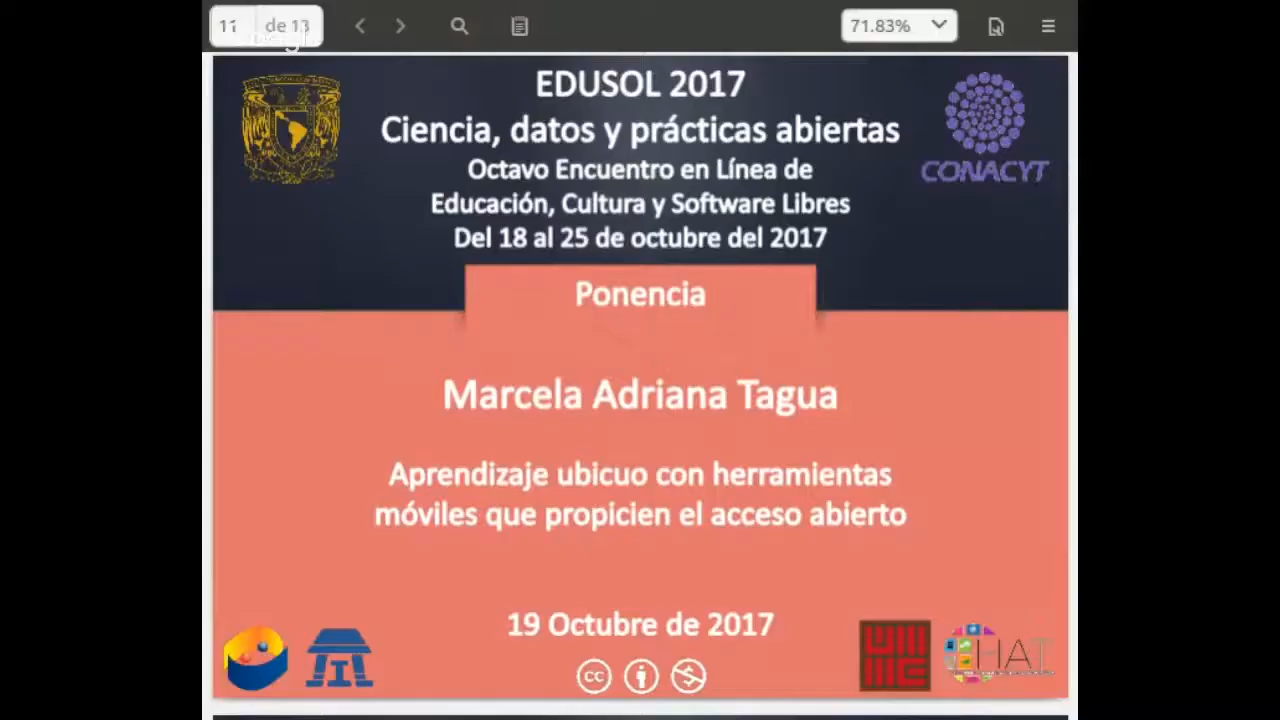 de 13
71.83%
EDUSOL 2017
Ciencia, datos y prácticas abiertas
Octavo Encuentro en Línea de
Educación, Cultura y Software Libres
Del 18 al 25 de octubre del 2017
CONACYT
Ponencia
Marcela Adriana Tagua
Aprendizaje ubicuo con herramientas
móviles que propicien el acceso abierto
19 Octubre de 2017
cc
HAT